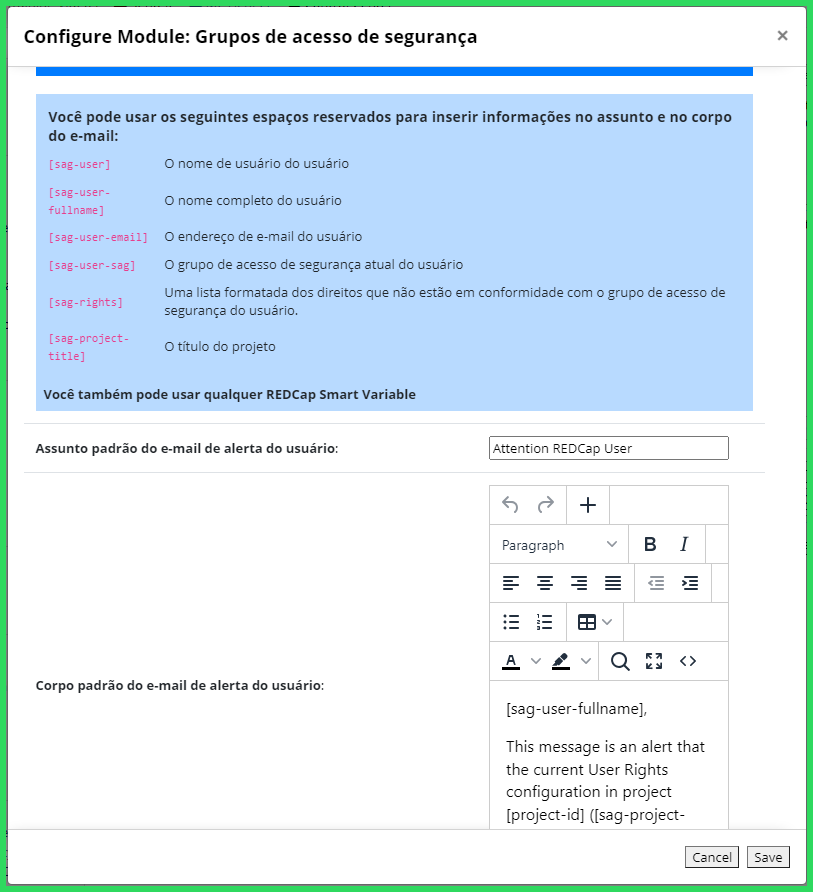 Configure Module: Grupos de acesso de segurança
×
Você pode usar os seguintes espaços reservados para inserir informações no assunto e no corpo
do e-mail:
[sag-user] O nome de usuário do usuário
[sag-user-
fullname] O nome completo do usuário
[sag-user-email] O endereço de e-mail do usuário
[sag-user-sag] O grupo de acesso de segurança atual do usuário
[sag-rights] Uma lista formatada dos direitos que não estão em conformidade com o grupo de acesso de
segurança do usuário.
[sag-project-
title] O título do projeto
Você também pode usar qualquer REDCap Smart Variable
Assunto padrão do e-mail de alerta do usuário: Attention REDCap User
Paragraph B I
A
Corpo padrão do e-mail de alerta do usuário:
[sag-user-fullname],
This message is an alert that
the current User Rights
configuration in project
[project-id] ([sag-project-
Cancel Save